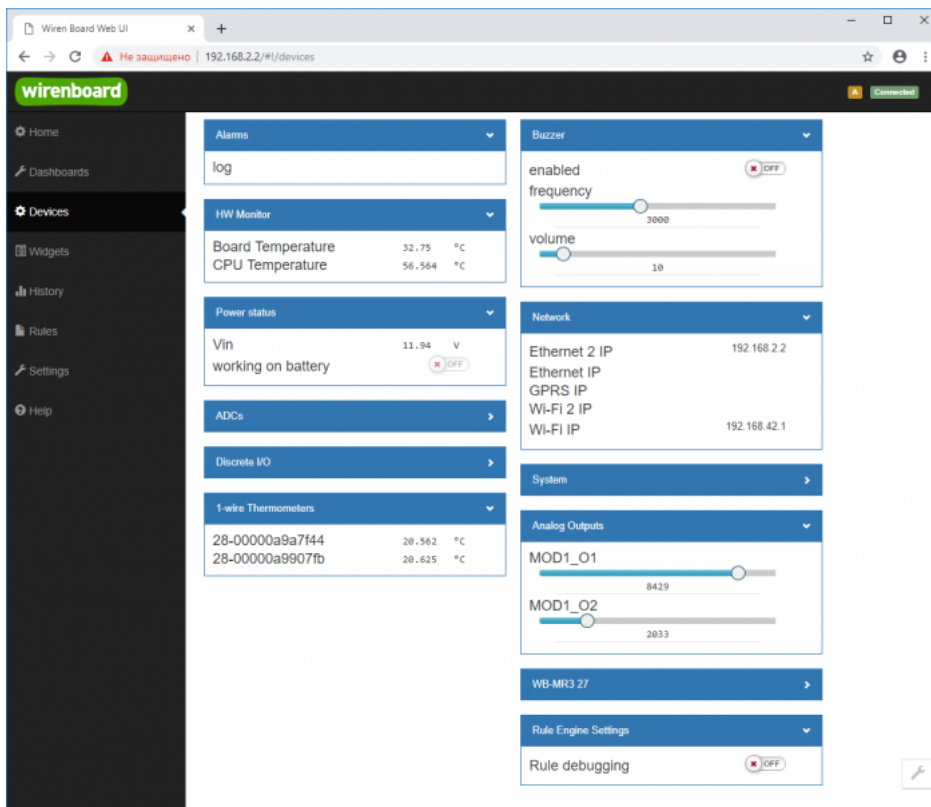 Wiren Board Web UI
Не защищено | 192.168.2.2/#!/devices
wirenboard
A Connected
Home
Dashboards
Devices
Widgets
History
Rules
Settings
Help
Alarms
log
HW Monitor
Board Temperature 32.75 °C
CPU Temperature 56.564 °C
Power status
Vin 11.94 V
working on battery OFF
ADCs
Discrete I/O
1-wire Thermometers
28-00000a9a7f44 20.562 °C
28-00000a9907fb 20.625 °C
Buzzer
enabled OFF
frequency
3000
volume
10
Network
Ethernet 2 IP 192.168.2.2
Ethernet IP
GPRS IP
Wi-Fi 2 IP
Wi-Fi IP 192.168.42.1
System
Analog Outputs
MOD1_O1
8429
MOD1_O2
2033
WB-MR3 27
Rule Engine Settings
Rule debugging OFF